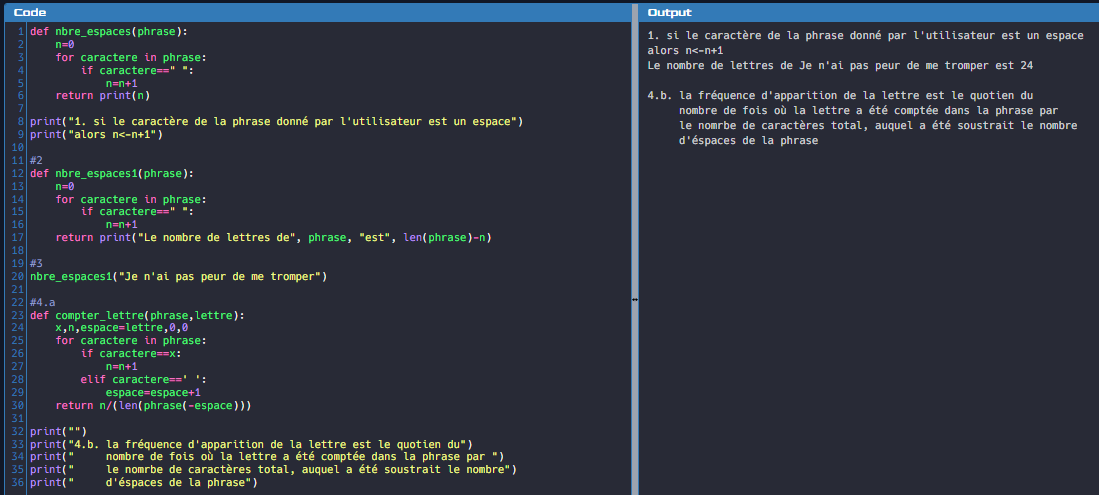 Code
1 def nbre_espaces(phrase):
2     n=0
3     for caractere in phrase:
4         if caractere==" ":
5             n=n+1
6     return print(n)
7
8 print("1. si le caractère de la phrase donné par l'utilisateur est un espace")
9 print("alors n<-n+1")
10
11 #2
12 def nbre_espaces1(phrase):
13     n=0
14     for caractere in phrase:
15         if caractere==" ":
16             n=n+1
17     return print("Le nombre de lettres de", phrase, "est", len(phrase)-n)
18
19 #3
20 nbre_espaces1("Je n'ai pas peur de me tromper")
21
22 #4.a
23 def compter_lettre(phrase,lettre):
24     x,n,espace=lettre,0,0
25     for caractere in phrase:
26         if caractere==x:
27             n=n+1
28         elif caractere==' ':
29             espace=espace+1
30     return n/(len(phrase(-espace)))
31
32 print("")
33 print("4.b. la fréquence d'apparition de la lettre est le quotient du")
34 print("     nombre de fois où la lettre a été comptée dans la phrase par ")
35 print("     le nomrbe de caractères total, auquel a été soustrait le nombre")
36 print("     d'éspaces de la phrase")
Output
1. si le caractère de la phrase donné par l'utilisateur est un espace
alors n<-n+1
Le nombre de lettres de Je n'ai pas peur de me tromper est 24
4.b. la fréquence d'apparition de la lettre est le quotien du
     nombre de fois où la lettre a été comptée dans la phrase par
     le nomrbe de caractères total, auquel a été soustrait le nombre
     d'éspaces de la phrase